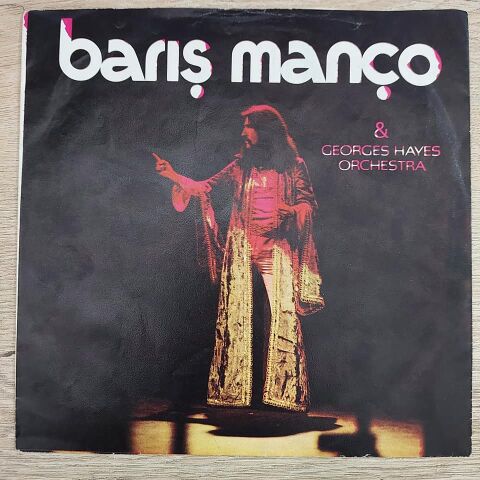 barış manço
&
GEORGES HAYES
ORCHESTRA